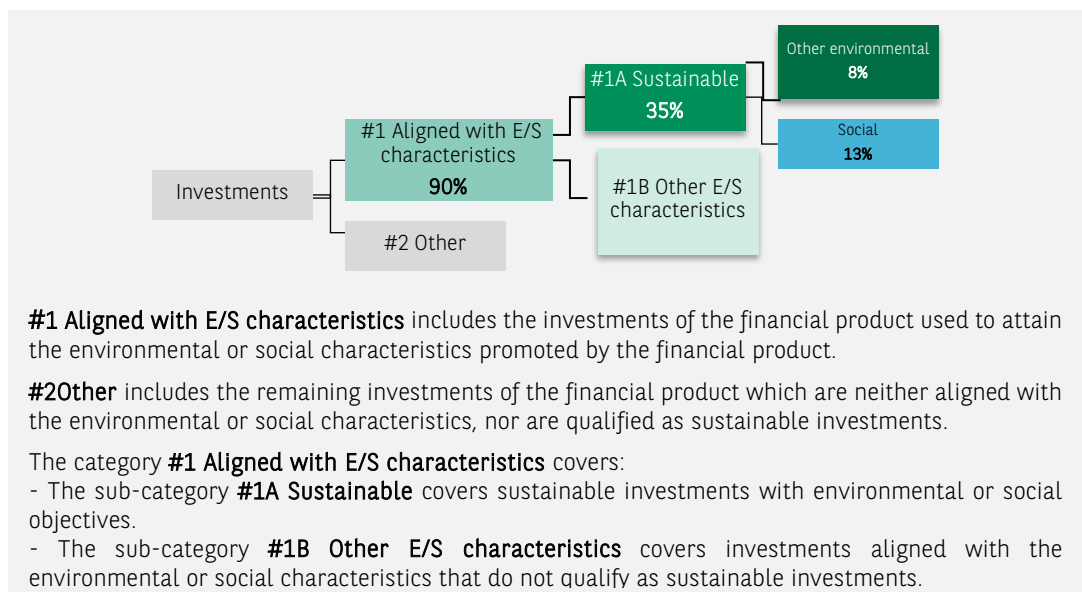 Other environmental
8%
#1A Sustainable
35%
#1 Aligned with E/S
characteristics
90%
Social
13%
Investments
#1B Other E/S
characteristics
#2 Other
#1 Aligned with E/S characteristics includes the investments of the financial product used to attain
the environmental or social characteristics promoted by the financial product.
#2Other includes the remaining investments of the financial product which are neither aligned with
the environmental or social characteristics, nor are qualified as sustainable investments.
The category #1 Aligned with E/S characteristics covers:
- The sub-category #1A Sustainable covers sustainable investments with environmental or social
objectives.
- The sub-category #1B Other E/S characteristics covers investments aligned with the
environmental or social characteristics that do not qualify as sustainable investments.